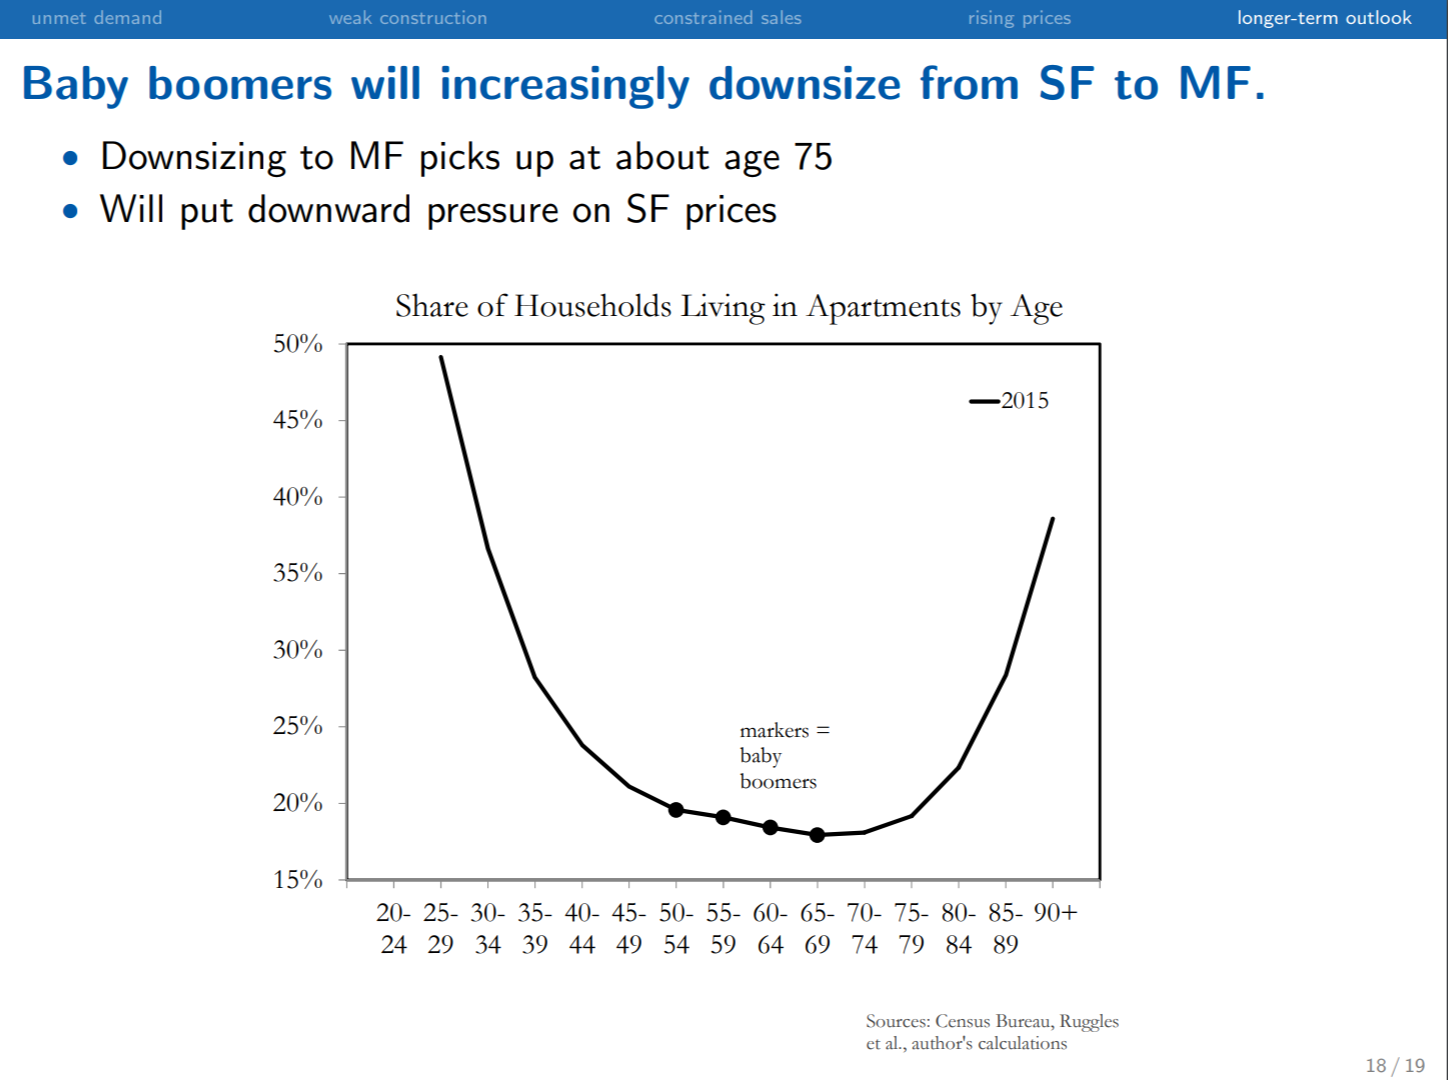 unmet demand weak construction constrained sales rising prices longer-term outlook
Baby boomers will increasingly downsize from SF to MF.
• Downsizing to MF picks up at about age 75
• Will put downward pressure on SF prices
Share of Households Living in Apartments by Age
50%
45%
40%
35%
30%
25%
20%
15%
2015
markers =
baby
boomers
20- 25- 30- 35- 40- 45- 50- 55- 60- 65- 70- 75- 80- 85- 90+
24 29 34 39 44 49 54 59 64 69 74 79 84 89
Sources: Census Bureau, Ruggles
et al., author's calculations
18 / 19